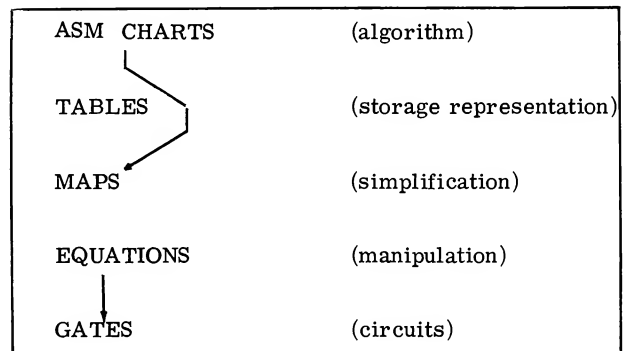 ASM CHARTS (algorithm)
TABLES (storage representation)
MAPS (simplification)
EQUATIONS (manipulation)
GATES (circuits)